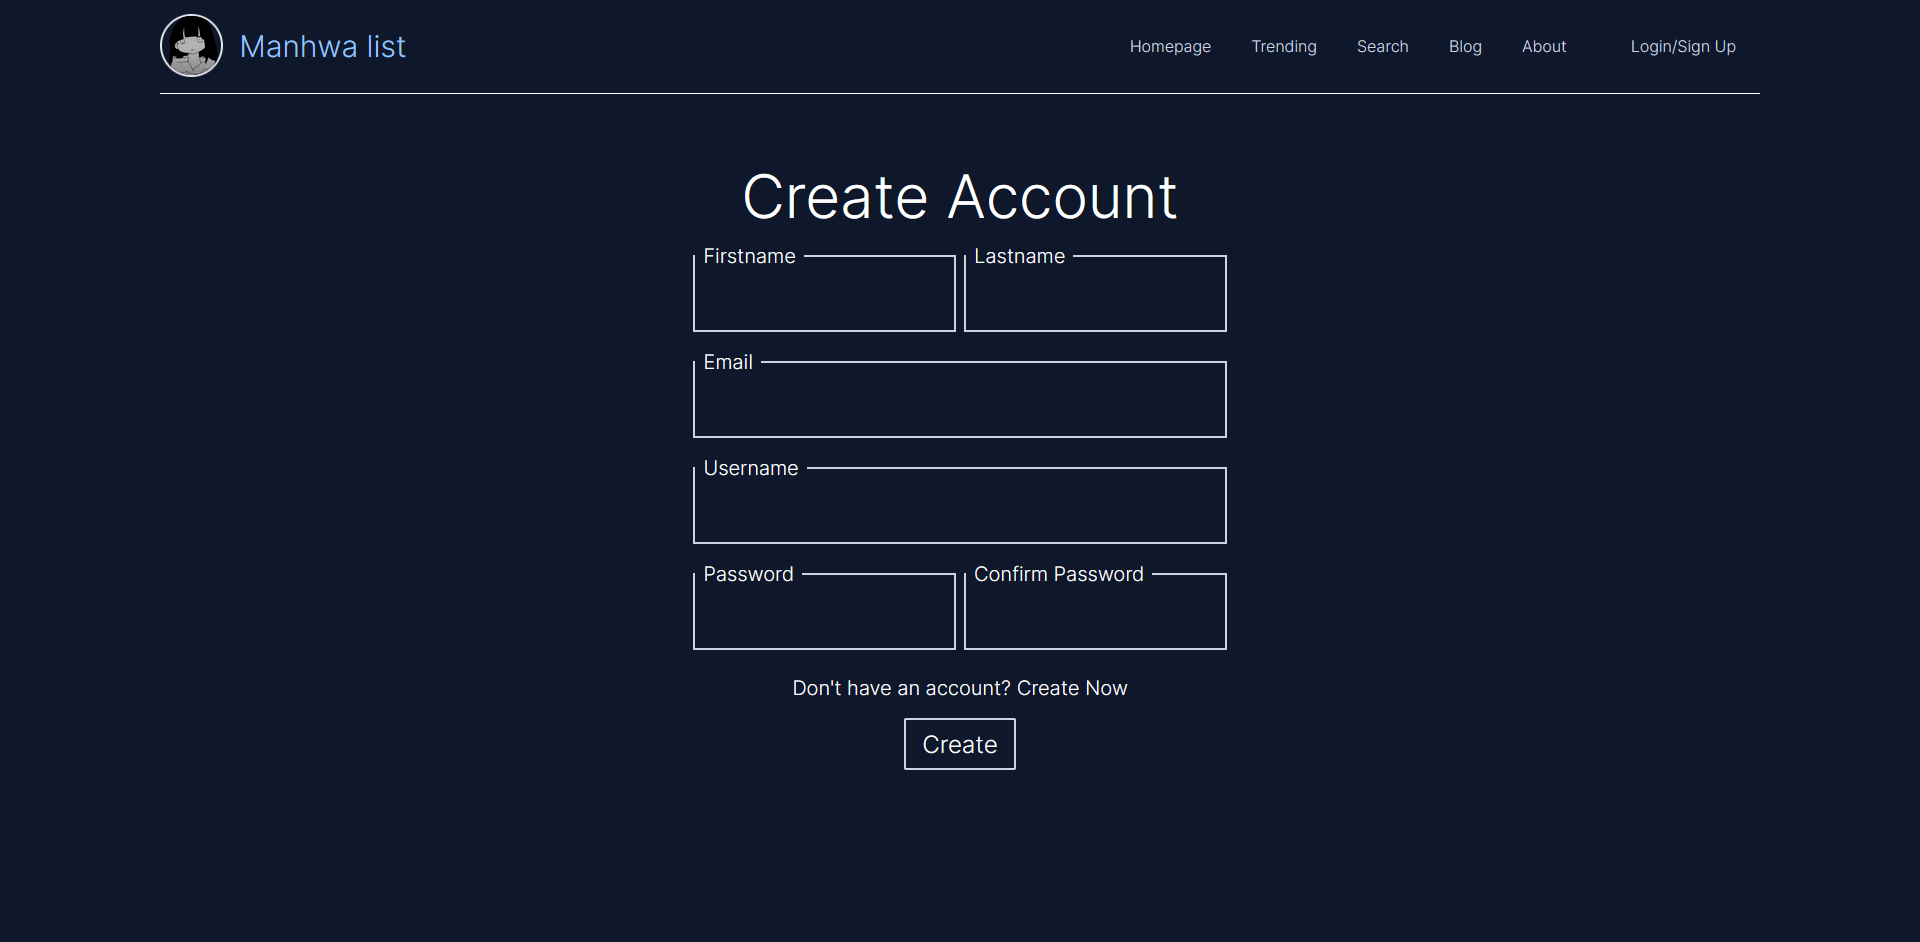 Manhwa list
Homepage Trending Search Blog About Login/Sign Up
Create Account
Firstname Lastname
Email
Username
Password Confirm Password
Don't have an account? Create Now
Create